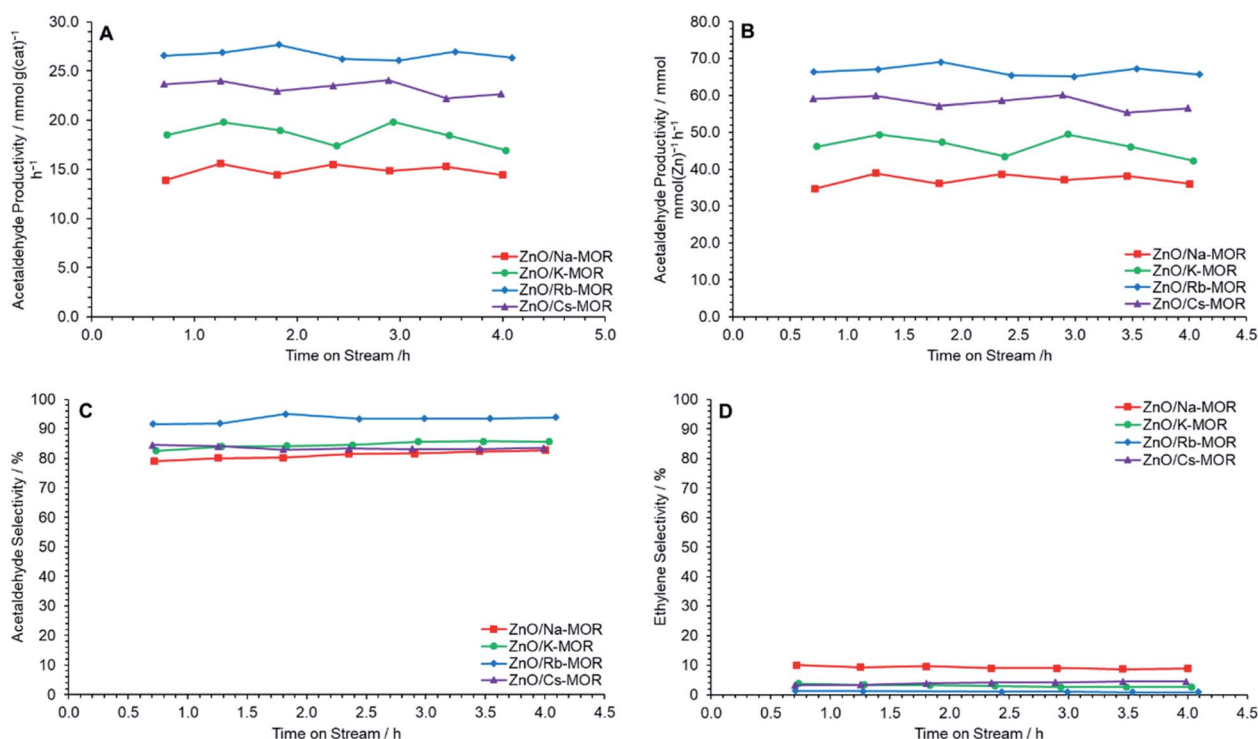 A
Acetaldehyde Productivity / mmol g(cat)⁻¹
h⁻¹
30.0
25.0
20.0
15.0
10.0
5.0
0.0
ZnO/Na-MOR
ZnO/K-MOR
ZnO/Rb-MOR
ZnO/Cs-MOR
0.0 1.0 2.0 3.0 4.0 5.0
Time on Stream /h
B
Acetaldehyde Productivity / mmol
mmol(Zn)⁻¹ h⁻¹
80.0
70.0
60.0
50.0
40.0
30.0
20.0
10.0
0.0
ZnO/Na-MOR
ZnO/K-MOR
ZnO/Rb-MOR
ZnO/Cs-MOR
0.0 0.5 1.0 1.5 2.0 2.5 3.0 3.5 4.0 4.5
Time on Stream /h
C
Acetaldehyde Selectivity / %
100
90
80
70
60
50
40
30
20
10
0
ZnO/Na-MOR
ZnO/K-MOR
ZnO/Rb-MOR
ZnO/Cs-MOR
0.0 0.5 1.0 1.5 2.0 2.5 3.0 3.5 4.0 4.5
Time on Stream / h
D
Ethylene Selectivity / %
100
90
80
70
60
50
40
30
20
10
0
ZnO/Na-MOR
ZnO/K-MOR
ZnO/Rb-MOR
ZnO/Cs-MOR
0.0 0.5 1.0 1.5 2.0 2.5 3.0 3.5 4.0 4.5
Time on Stream / h